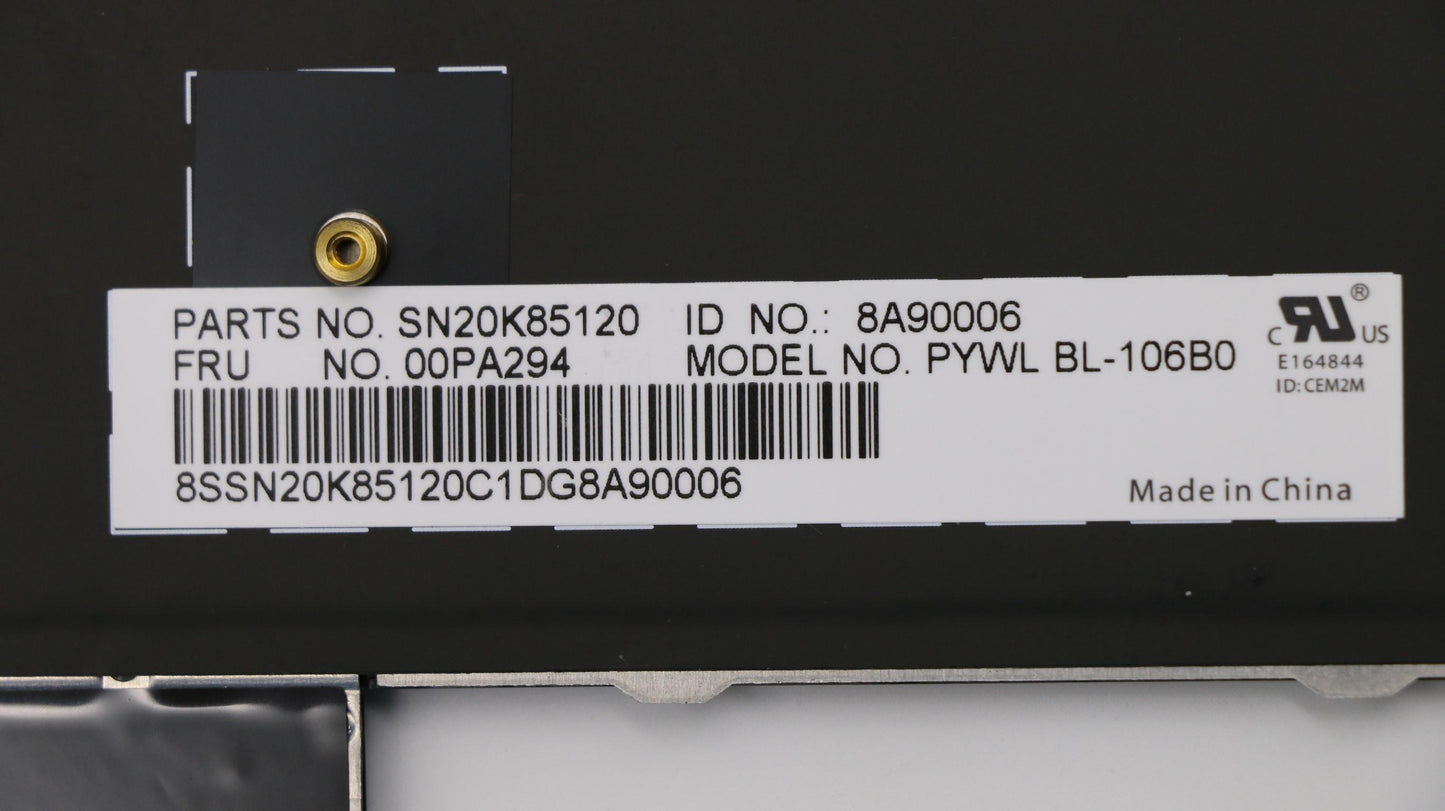 PARTS NO. SN20K85120 ID NO.: 8A90006
FRU NO. 00PA294 MODEL NO. PYWL BL-106B0
8SSN20K85120C1DG8A90006
C RU ® US
E164844
ID: CEM2M
Made in China